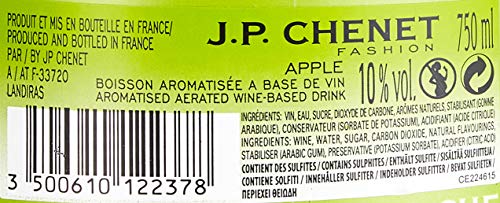 PRODUIT ET MIS EN BOUTEILLE EN FRANCE/
PRODUCED AND BOTTLED IN FRANCE
PAR / BY JP CHENET
A / AT F-33720
LANDIRAS
J.P. CHENET
FASHION
APPLE
BOISSON AROMATISÉE A BASE DE VIN
AROMATISED AERATED WINE-BASED DRINK
10% vol.
750 ml
INGRÉDIENTS: VIN, EAU, SUCRE, DIOXYDE DE CARBONE, ARÔMES NATURELS, STABILISANT (GOMME
ARABIQUE), CONSERVATEUR (SORBATE DE POTASSIUM), ACIDIFIANT (ACIDE CITRIQUE)
INGREDIENTS: WINE, WATER, SUGAR, CARBON DIOXIDE, NATURAL FLAVOURINGS,
STABILISER (ARABIC GUM), PRESERVATIVE (POTASSIUM SORBATE), ACIDIFIER (CITRIC ACID)
CONTIENT DES SULFITES / CONTAINS SULPHITES / ENTHÄLT SULFITE / SISÄLTÄÄ SULFIITTEJA /
INNEHÅLLER SULFITER / INDEHOLDER SULFITTER / BEVAT SULFIETEN /
ΠΕΡΙΕΧΕΙ ΘΕΙΩΔΗ
CE224615
3 500610 122378